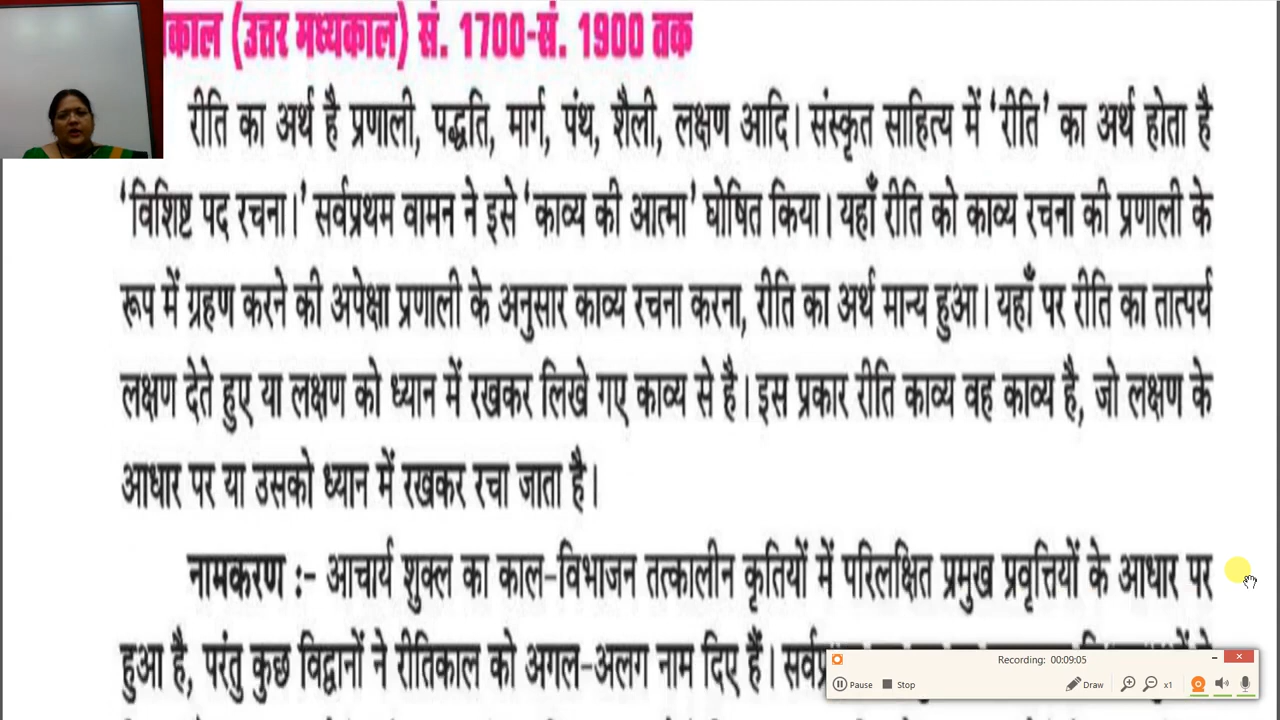 काल (उत्तर मध्यकाल) सं. 1700-सं. 1900 तक
रीति का अर्थ है प्रणाली, पद्धति, मार्ग, पंथ, शैली, लक्षण आदि। संस्कृत साहित्य में ‘रीति’ का अर्थ होता है
‘विशिष्ट पद रचना।’ सर्वप्रथम वामन ने इसे ‘काव्य की आत्मा’ घोषित किया। यहाँ रीति को काव्य रचना की प्रणाली के
रूप में ग्रहण करने की अपेक्षा प्रणाली के अनुसार काव्य रचना करना, रीति का अर्थ मान्य हुआ। यहाँ पर रीति का तात्पर्य
लक्षण देते हुए या लक्षण को ध्यान में रखकर लिखे गए काव्य से है। इस प्रकार रीति काव्य वह काव्य है, जो लक्षण के
आधार पर या उसको ध्यान में रखकर रचा जाता है।
नामकरण :- आचार्य शुक्ल का काल-विभाजन तत्कालीन कृतियों में परिलक्षित प्रमुख प्रवृत्तियों के आधार पर
हुआ है, परंतु कुछ विद्वानों ने रीतिकाल को अगल-अलग नाम दिए हैं।
Recording: 00:09:05
Pause Stop Draw x1